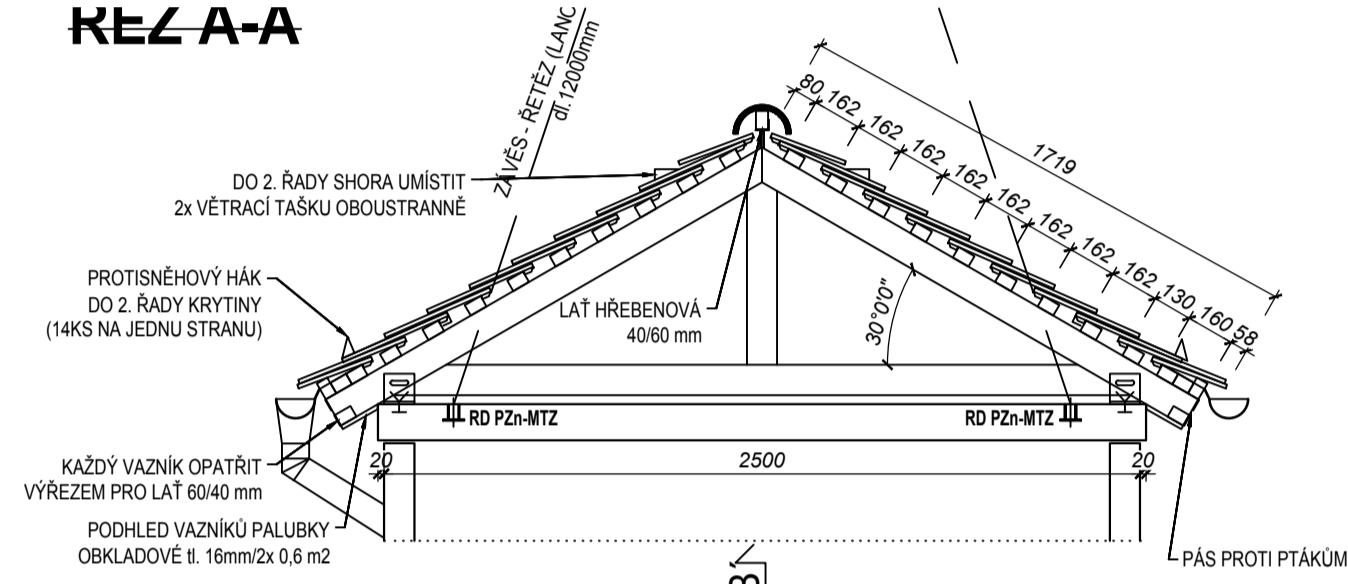 ŘEZ A-A
ZÁVĚS - ŘETĚZ (LANO
dl.12000mm
80
162
162
162
162
162
162
162
162
130
160
58
1719
DO 2. ŘADY SHORA UMÍSTIT
2x VĚTRACÍ TAŠKU OBOUSTRANNĚ
PROTISNĚHOVÝ HÁK
DO 2. ŘADY KRYTINY
(14KS NA JEDNU STRANU)
LAŤ HŘEBENOVÁ
40/60 mm
30°0'0"
RD PZn-MTZ
RD PZn-MTZ
20
2500
20
KAŽDÝ VAZNÍK OPATŘIT
VÝŘEZEM PRO LAŤ 60/40 mm
PODHLED VAZNÍKŮ PALUBKY
OBKLADOVÉ tl. 16mm/2x 0,6 m2
PÁS PROTI PTÁKŮM